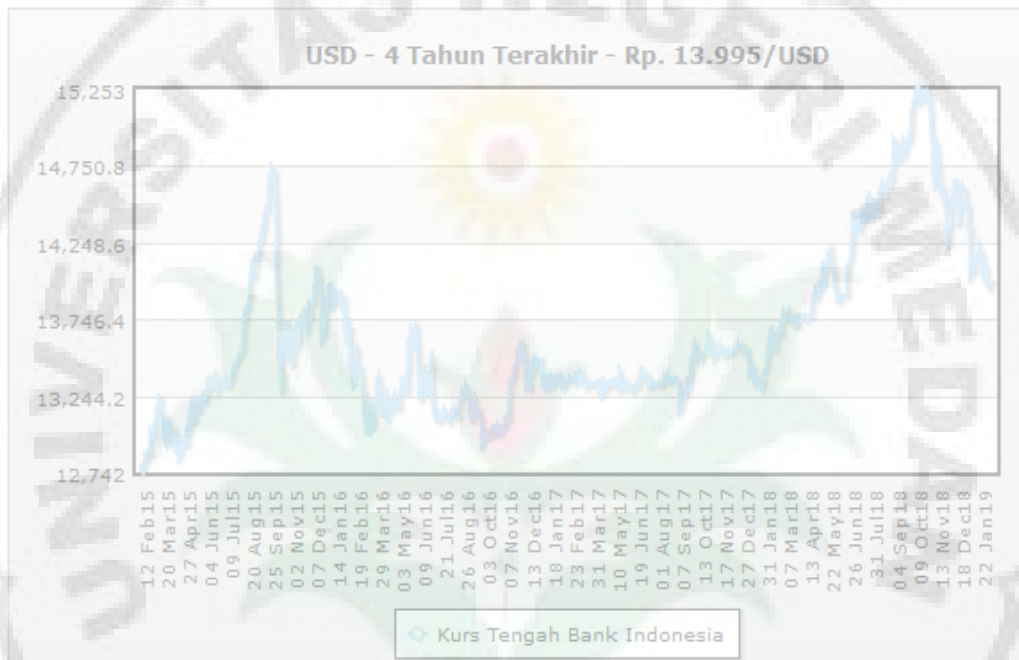 UNIVERSITAS NEGERI MEDAN
USD - 4 Tahun Terakhir - Rp. 13.995/USD
15,253
14,750.8
14,248.6
13,746.4
13,244.2
12,742
12 Feb15
20 Mar15
27 Apr15
04 Jun15
09 Jul15
20 Aug15
25 Sep15
02 Nov15
07 Dec15
14 Jan16
16 Feb16
29 Mar16
03 May16
09 Jun16
21 Jul16
26 Aug16
03 Oct16
07 Nov16
13 Dec16
18 Jan17
23 Feb17
31 Mar17
10 May17
19 Jun17
01 Aug17
07 Sep17
13 Oct17
17 Nov17
27 Dec17
31 Jan18
07 Mar18
13 Apr18
22 May18
26 Jun18
31 Jul18
04 Sep18
09 Oct18
13 Nov18
18 Dec18
22 Jan19
Kurs Tengah Bank Indonesia